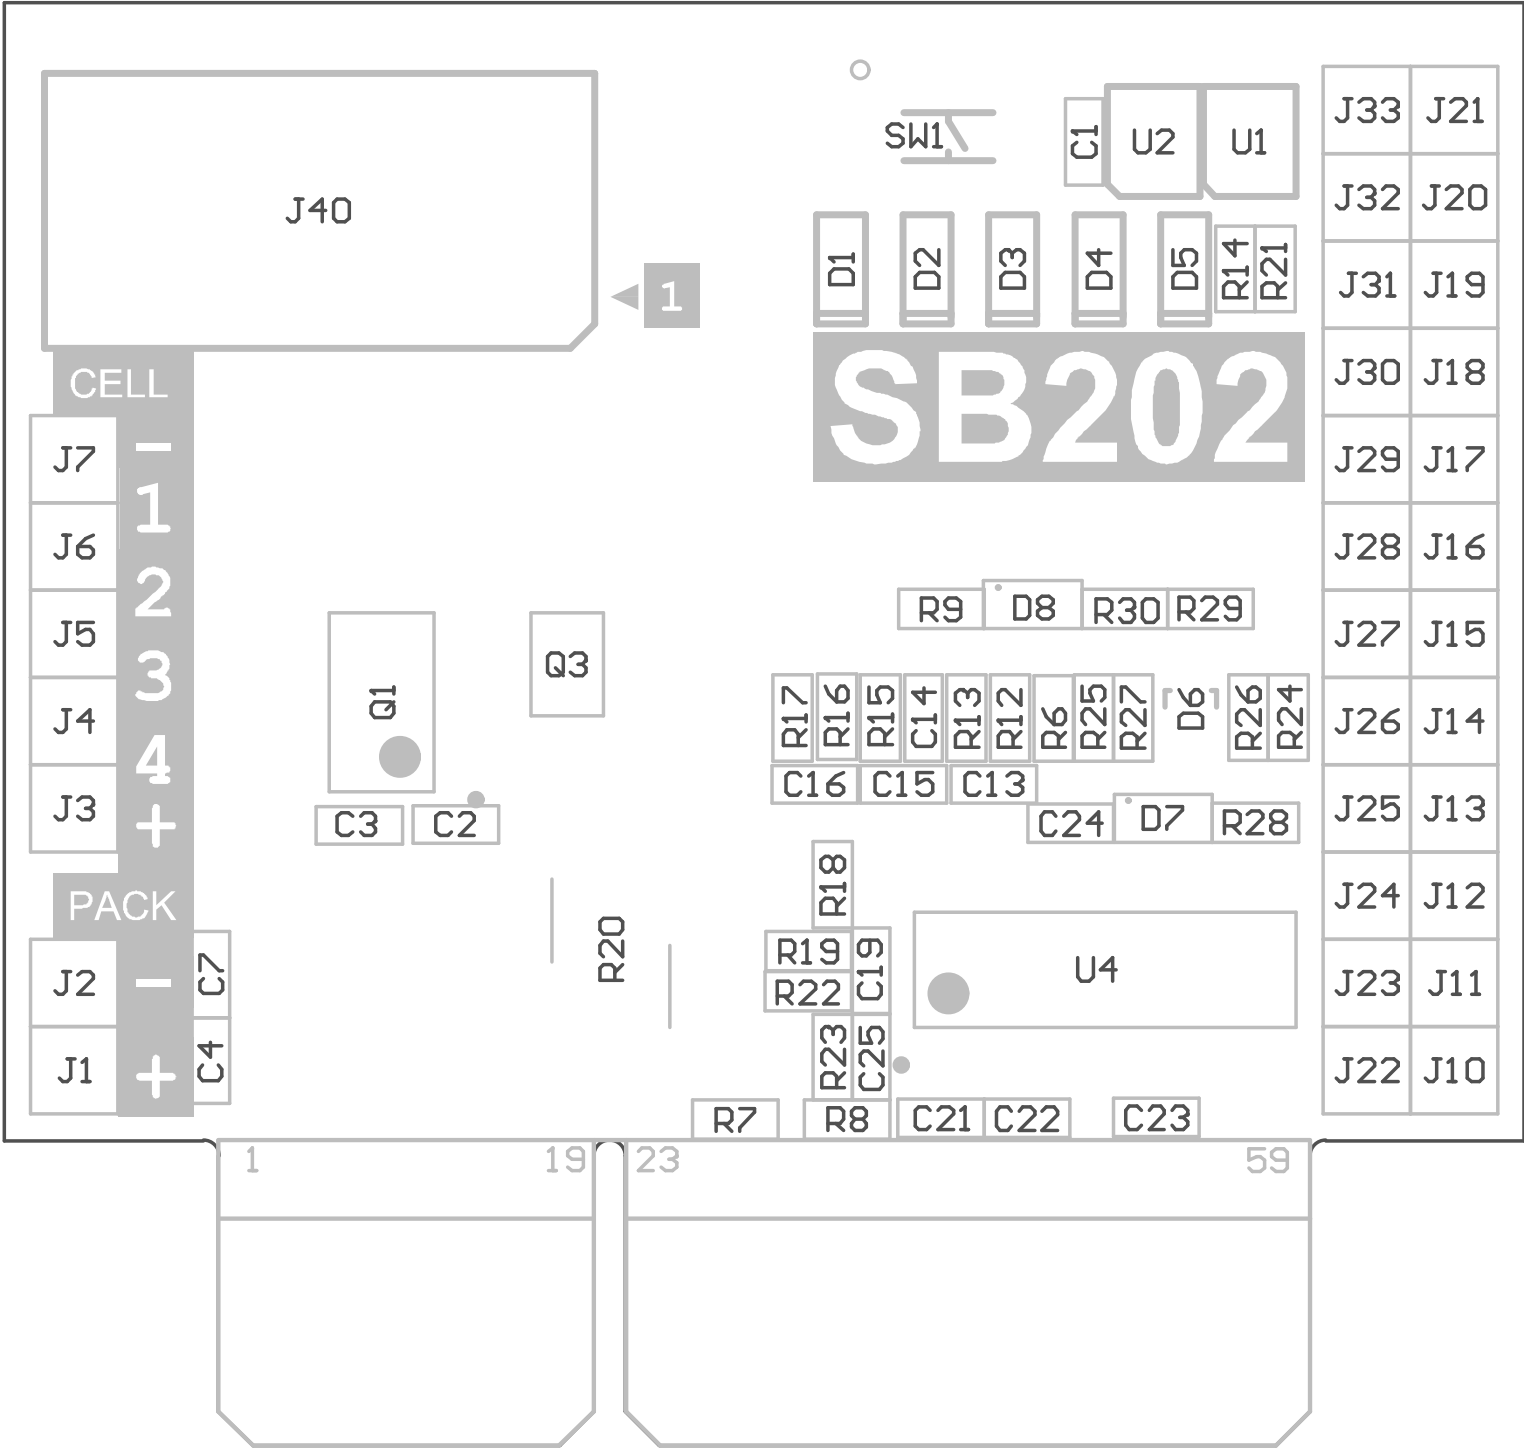 J33 J21
SW1 C1 U2 U1
J40
J32 J20
D1 D2 D3 D4 D5 R14 R21
J31 J19
1
CELL
SB202
J30 J18
J7 –
J29 J17
1
J6
J28 J16
2
R9 D8 R30 R29
J5
J27 J15
3
Q1 Q3
R17 R16 R15 C14 R13 R12 R6 R25 R27 D6 R26 R24
J4
J26 J14
4
C16 C15 C13
J3 +
J25 J13
C3 C2
C24 D7 R28
PACK
R18
J24 J12
R20
R19 C19
U4
J2 –
C7
R22
J23 J11
J1 +
C4
R23 C25
J22 J10
R7 R8 C21 C22 C23
1 19 23 59